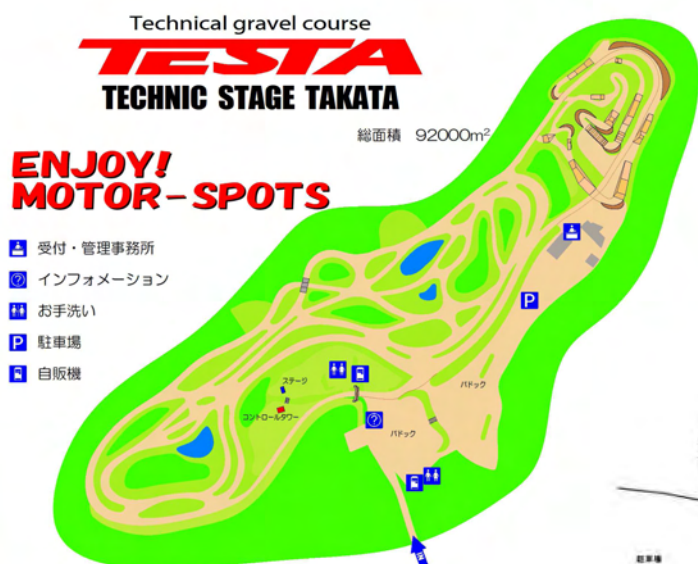 Technical gravel course
TESTA
TECHNIC STAGE TAKATA
総面積 92000m²
ENJOY!
MOTOR-SPOTS
受付・管理事務所
インフォメーション
お手洗い
P 駐車場
自販機
P
ステージ
コントロールタワー
パドック
パドック
?
IN
駐車場